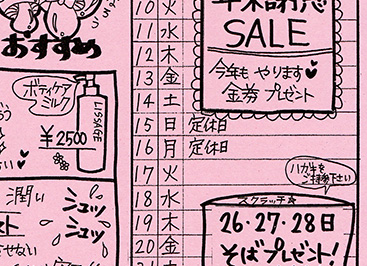 おすすめ
ボディケア
ミルク
LISSAGE
¥2500
潤い
シュッ
シュッ
せない
10 火
11 水
12 木
13 金
14 土
15 日 定休日
16 月 定休日
17 火
18 水
19 木
20 金
SALE
今年も やります♥
金券 プレゼント
ハガキを
ご持参下さい
スクラッチ☆
26・27・28日
そばプレゼント!